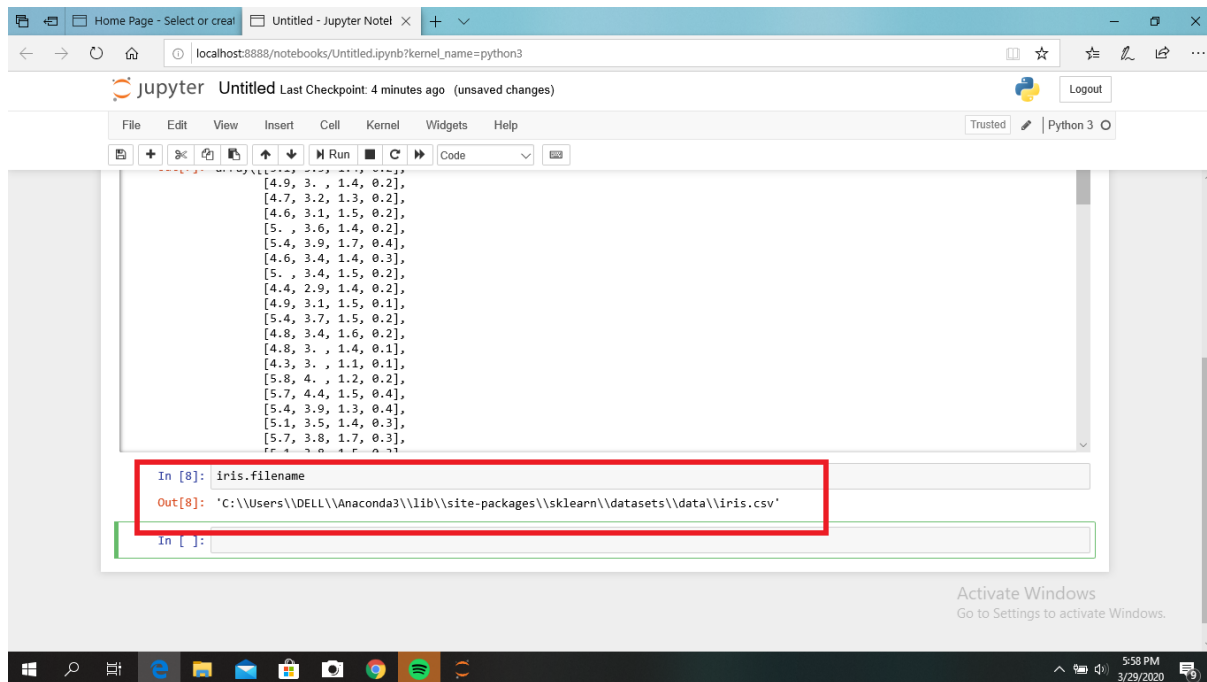 Home Page - Select or creat
Untitled - Jupyter Notel
localhost:8888/notebooks/Untitled.ipynb?kernel_name=python3
jupyter Untitled Last Checkpoint: 4 minutes ago (unsaved changes)
Logout
File Edit View Insert Cell Kernel Widgets Help
Trusted Python 3
Run Code
[4.9, 3. , 1.4, 0.2],
[4.7, 3.2, 1.3, 0.2],
[4.6, 3.1, 1.5, 0.2],
[5. , 3.6, 1.4, 0.2],
[5.4, 3.9, 1.7, 0.4],
[4.6, 3.4, 1.4, 0.3],
[5. , 3.4, 1.5, 0.2],
[4.4, 2.9, 1.4, 0.2],
[4.9, 3.1, 1.5, 0.1],
[5.4, 3.7, 1.5, 0.2],
[4.8, 3.4, 1.6, 0.2],
[4.8, 3. , 1.4, 0.1],
[4.3, 3. , 1.1, 0.1],
[5.8, 4. , 1.2, 0.2],
[5.7, 4.4, 1.5, 0.4],
[5.4, 3.9, 1.3, 0.4],
[5.1, 3.5, 1.4, 0.3],
[5.7, 3.8, 1.7, 0.3],
In [8]: iris.filename
Out[8]: 'C:\\Users\\DELL\\Anaconda3\\lib\\site-packages\\sklearn\\datasets\\data\\iris.csv'
In [ ]:
Activate Windows
Go to Settings to activate Windows.
5:58 PM
3/29/2020
9